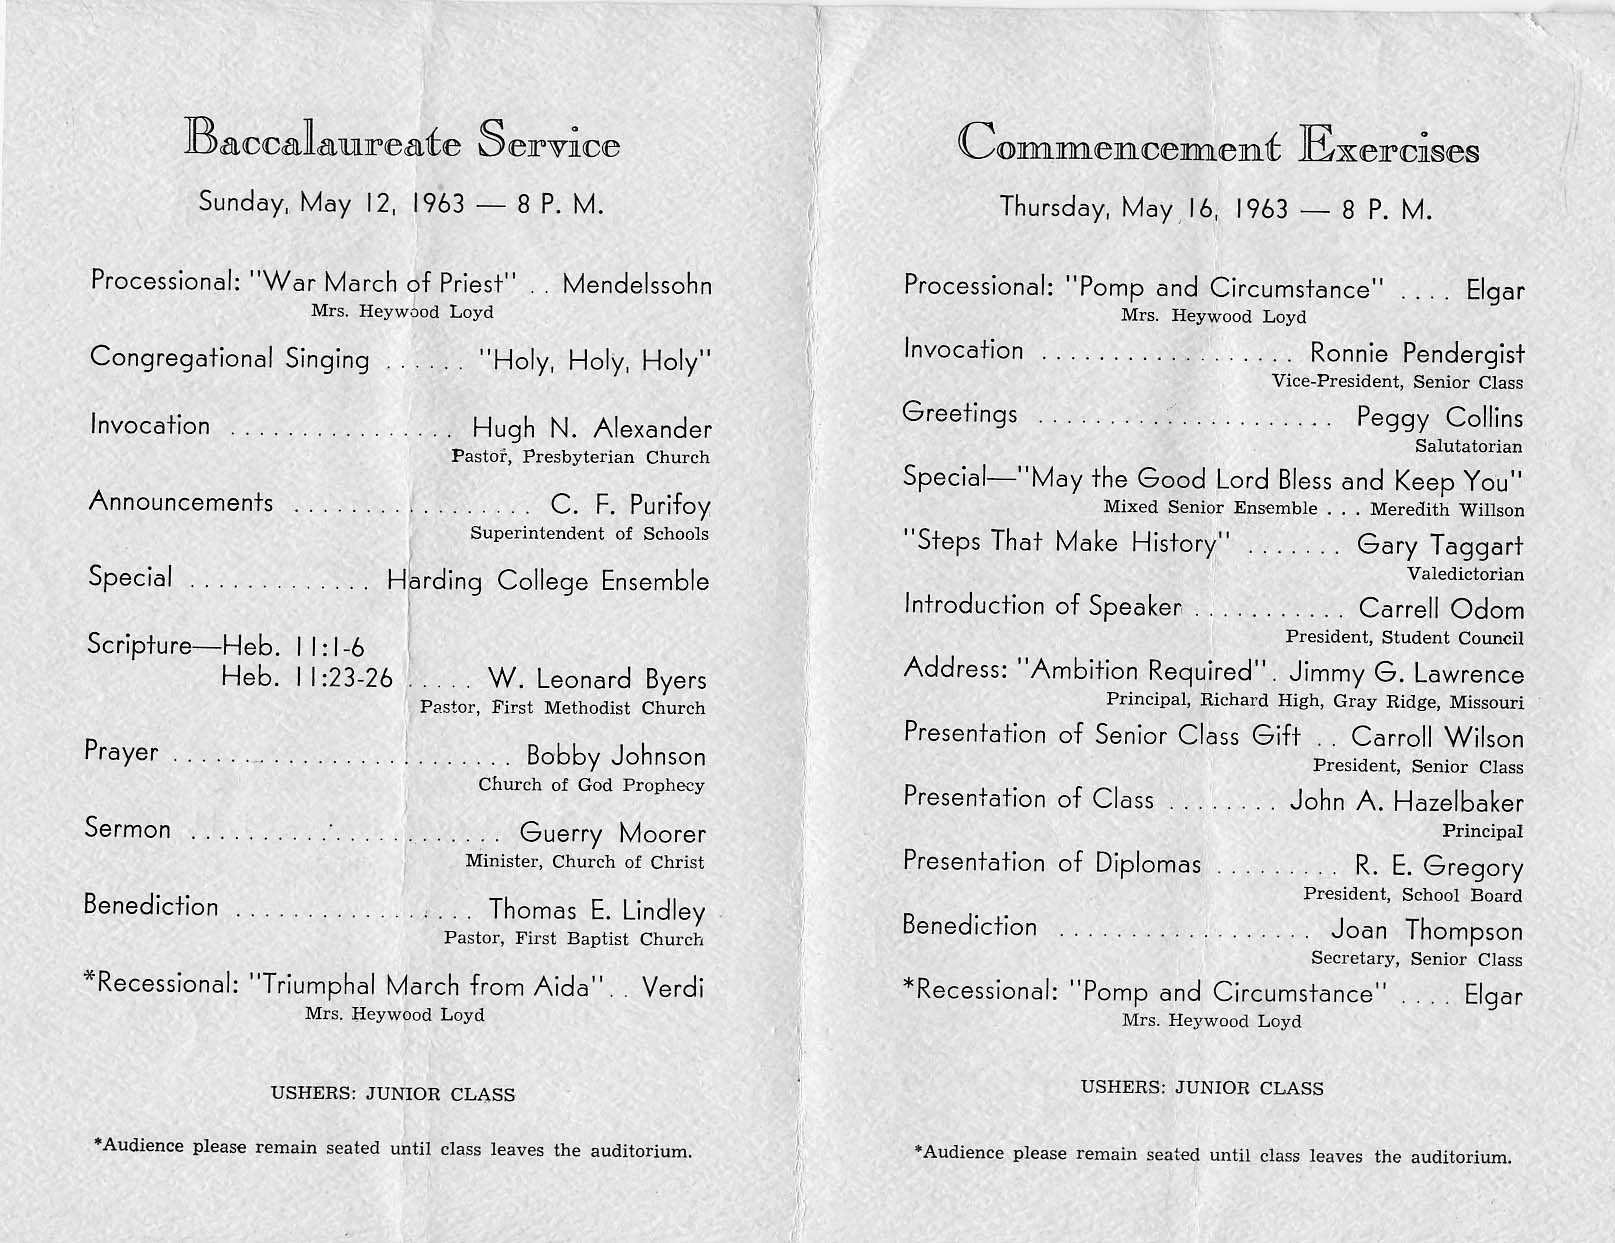 Baccalaureate Service
Sunday, May 12, 1963 — 8 P. M.
Processional: "War March of Priest" . . Mendelssohn
Mrs. Heywood Loyd
Congregational Singing . . . . . . "Holy, Holy, Holy"
Invocation . . . . . . . . . . . . . . . . Hugh N. Alexander
Pastor, Presbyterian Church
Announcements . . . . . . . . . . . . . . . . . C. F. Purifoy
Superintendent of Schools
Special . . . . . . . . . . . . . Harding College Ensemble
Scripture—Heb. 11:1-6
Heb. 11:23-26 . . . . . W. Leonard Byers
Pastor, First Methodist Church
Prayer . . . . . . . . . . . . . . . . . . . . . . . . Bobby Johnson
Church of God Prophecy
Sermon . . . . . . . . . . . . . . . . . . . . . . Guerry Moorer
Minister, Church of Christ
Benediction . . . . . . . . . . . . . . . . . Thomas E. Lindley
Pastor, First Baptist Church
*Recessional: "Triumphal March from Aida" . . Verdi
Mrs. Heywood Loyd
USHERS: JUNIOR CLASS
*Audience please remain seated until class leaves the auditorium.
Commencement Exercises
Thursday, May 16, 1963 — 8 P. M.
Processional: "Pomp and Circumstance" . . . . Elgar
Mrs. Heywood Loyd
Invocation . . . . . . . . . . . . . . . . . . Ronnie Pendergist
Vice-President, Senior Class
Greetings . . . . . . . . . . . . . . . . . . . . . Peggy Collins
Salutatorian
Special—"May the Good Lord Bless and Keep You"
Mixed Senior Ensemble . . . Meredith Willson
"Steps That Make History" . . . . . . . Gary Taggart
Valedictorian
Introduction of Speaker . . . . . . . . . . . Carrell Odom
President, Student Council
Address: "Ambition Required" . Jimmy G. Lawrence
Principal, Richard High, Gray Ridge, Missouri
Presentation of Senior Class Gift . . Carroll Wilson
President, Senior Class
Presentation of Class . . . . . . . . John A. Hazelbaker
Principal
Presentation of Diplomas . . . . . . . . . R. E. Gregory
President, School Board
Benediction . . . . . . . . . . . . . . . . . . Joan Thompson
Secretary, Senior Class
*Recessional: "Pomp and Circumstance" . . . . Elgar
Mrs. Heywood Loyd
USHERS: JUNIOR CLASS
*Audience please remain seated until class leaves the auditorium.